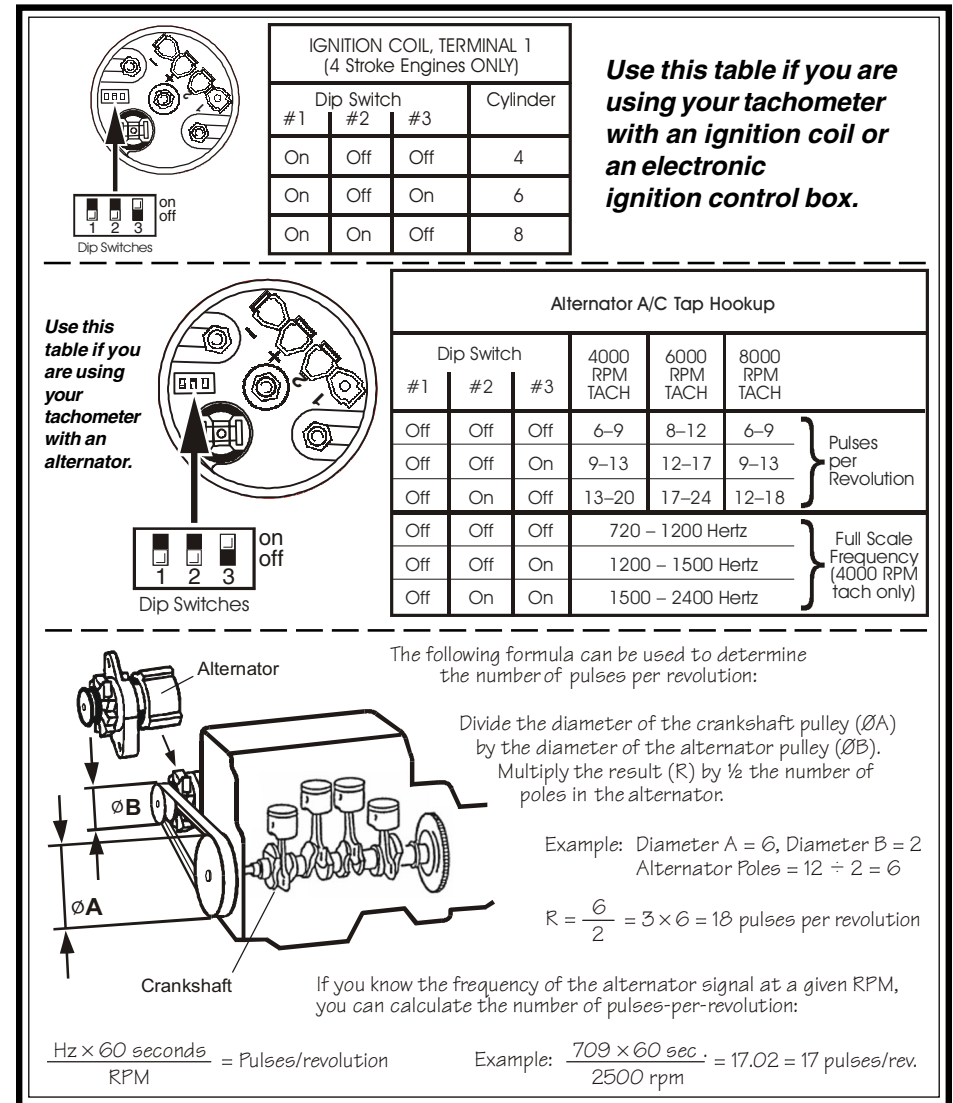 IGNITION COIL, TERMINAL 1
(4 Stroke Engines ONLY)
Dip Switch Cylinder
#1 #2 #3
On Off Off 4
On Off On 6
On On Off 8
on
off
1 2 3
Dip Switches
Use this table if you are
using your tachometer
with an ignition coil or
an electronic
ignition control box.
Use this
table if you
are using
your
tachometer
with an
alternator.
on
off
1 2 3
Dip Switches
Alternator A/C Tap Hookup
Dip Switch
#1 #2 #3
4000
RPM
TACH
6000
RPM
TACH
8000
RPM
TACH
Off Off Off 6–9 8–12 6–9
Off Off On 9–13 12–17 9–13
Off On Off 13–20 17–24 12–18
Pulses
per
Revolution
Off Off Off 720 – 1200 Hertz
Off Off On 1200 – 1500 Hertz
Off On On 1500 – 2400 Hertz
Full Scale
Frequency
(4000 RPM
tach only)
Alternator
ØB
ØA
Crankshaft
The following formula can be used to determine
the number of pulses per revolution:
Divide the diameter of the crankshaft pulley (ØA)
by the diameter of the alternator pulley (ØB).
Multiply the result (R) by ½ the number of
poles in the alternator.
Example: Diameter A = 6, Diameter B = 2
Alternator Poles = 12 ÷ 2 = 6
R = 6/2 = 3 × 6 = 18 pulses per revolution
If you know the frequency of the alternator signal at a given RPM,
you can calculate the number of pulses-per-revolution:
Hz × 60 seconds / RPM = Pulses/revolution
Example: 709 × 60 sec. / 2500 rpm = 17.02 = 17 pulses/rev.